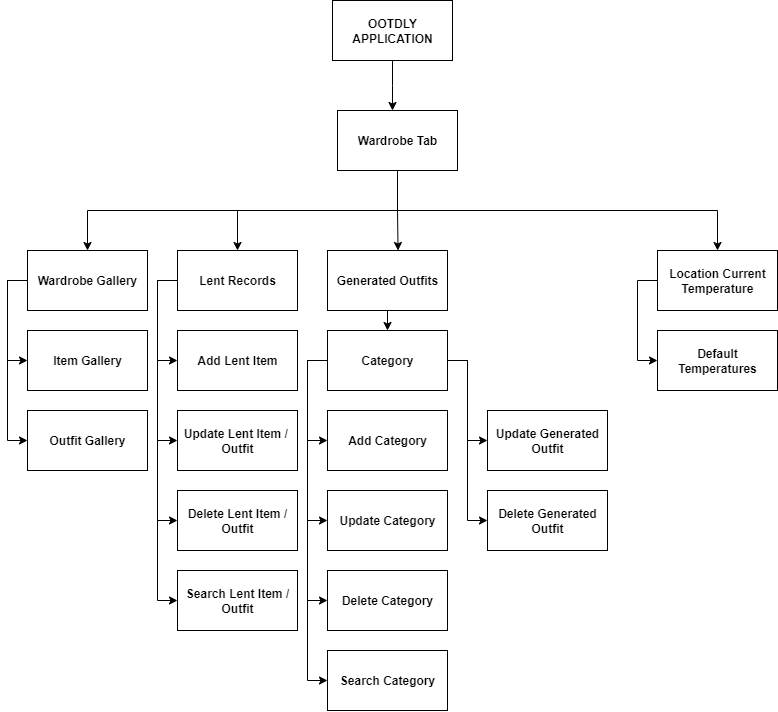 OOTDLY
APPLICATION
Wardrobe Tab
Wardrobe Gallery
Lent Records
Generated Outfits
Location Current
Temperature
Item Gallery
Add Lent Item
Category
Default
Temperatures
Outfit Gallery
Update Lent Item /
Outfit
Add Category
Update Generated
Outfit
Delete Lent Item /
Outfit
Update Category
Delete Generated
Outfit
Search Lent Item /
Outfit
Delete Category
Search Category